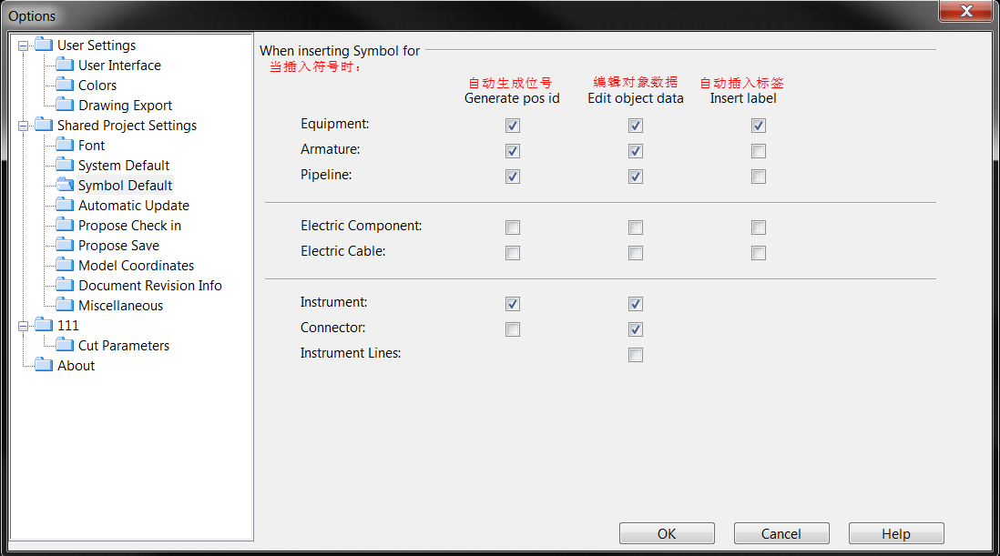 Options
User Settings
User Interface
Colors
Drawing Export
Shared Project Settings
Font
System Default
Symbol Default
Automatic Update
Propose Check in
Propose Save
Model Coordinates
Document Revision Info
Miscellaneous
111
Cut Parameters
About
When inserting Symbol for
当插入符号时：
自动生成位号 编辑对象数据 自动插入标签
Generate pos id Edit object data Insert label
Equipment:
Armature:
Pipeline:
Electric Component:
Electric Cable:
Instrument:
Connector:
Instrument Lines:
OK Cancel Help